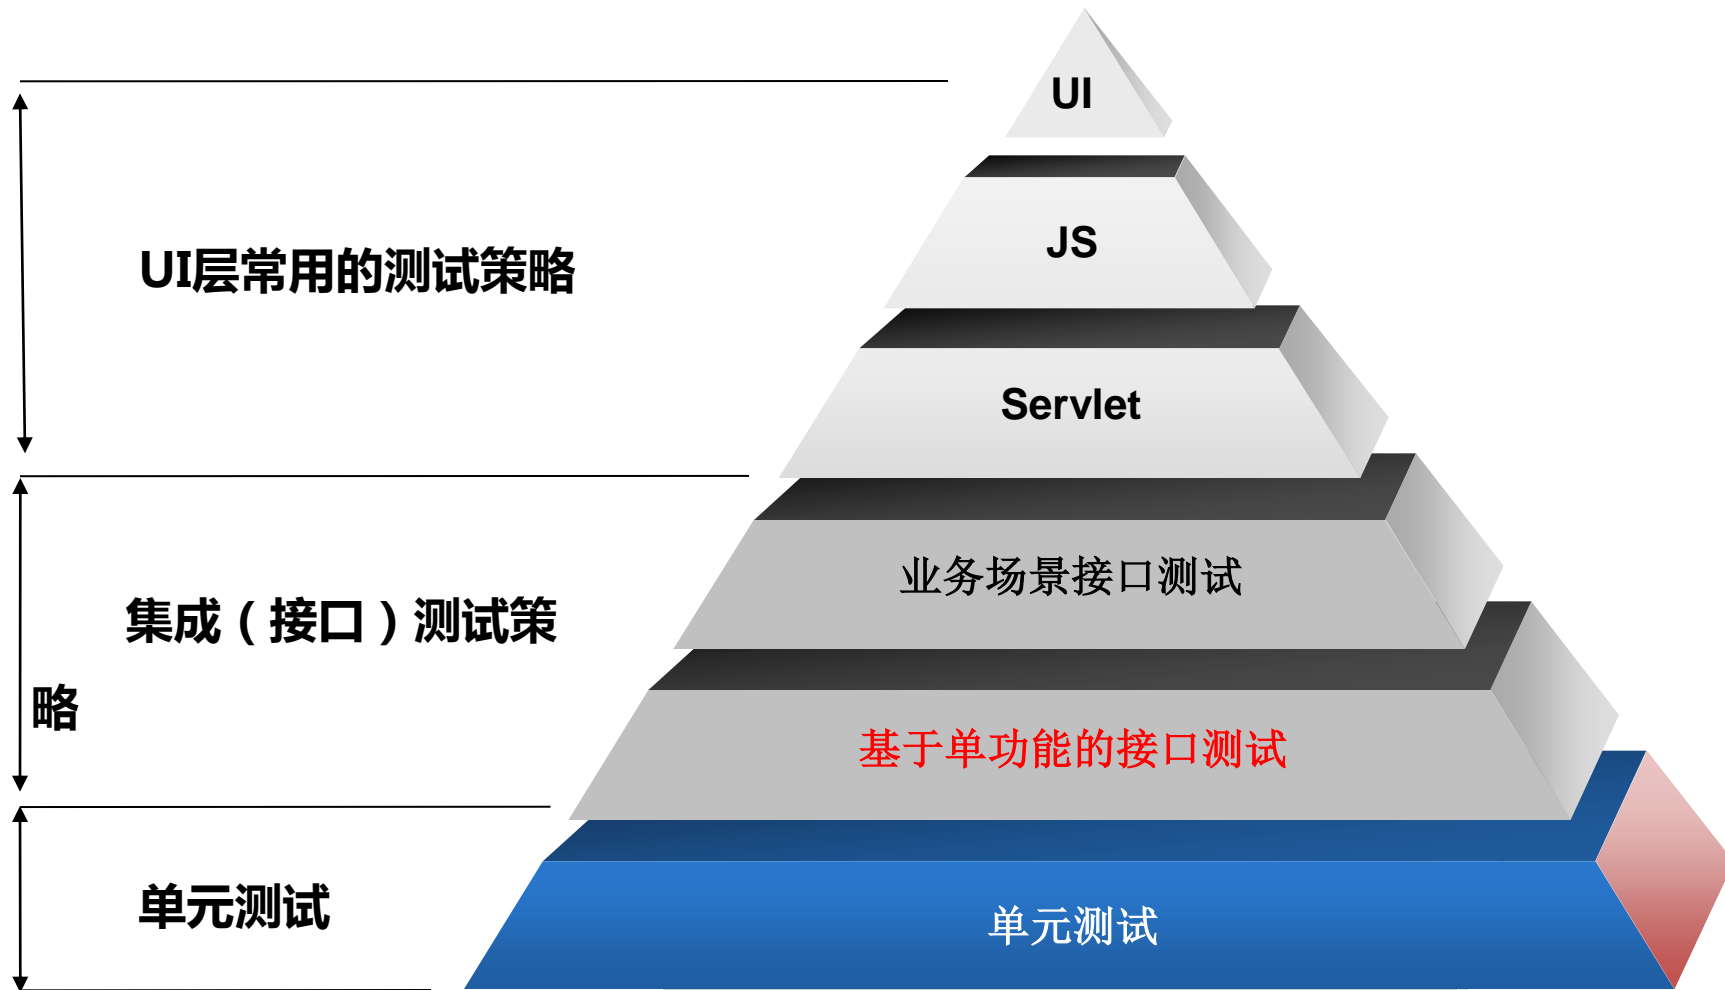 UI
JS
UI层常用的测试策略
Servlet
业务场景接口测试
集成（接口）测试策
略
基于单功能的接口测试
单元测试
单元测试